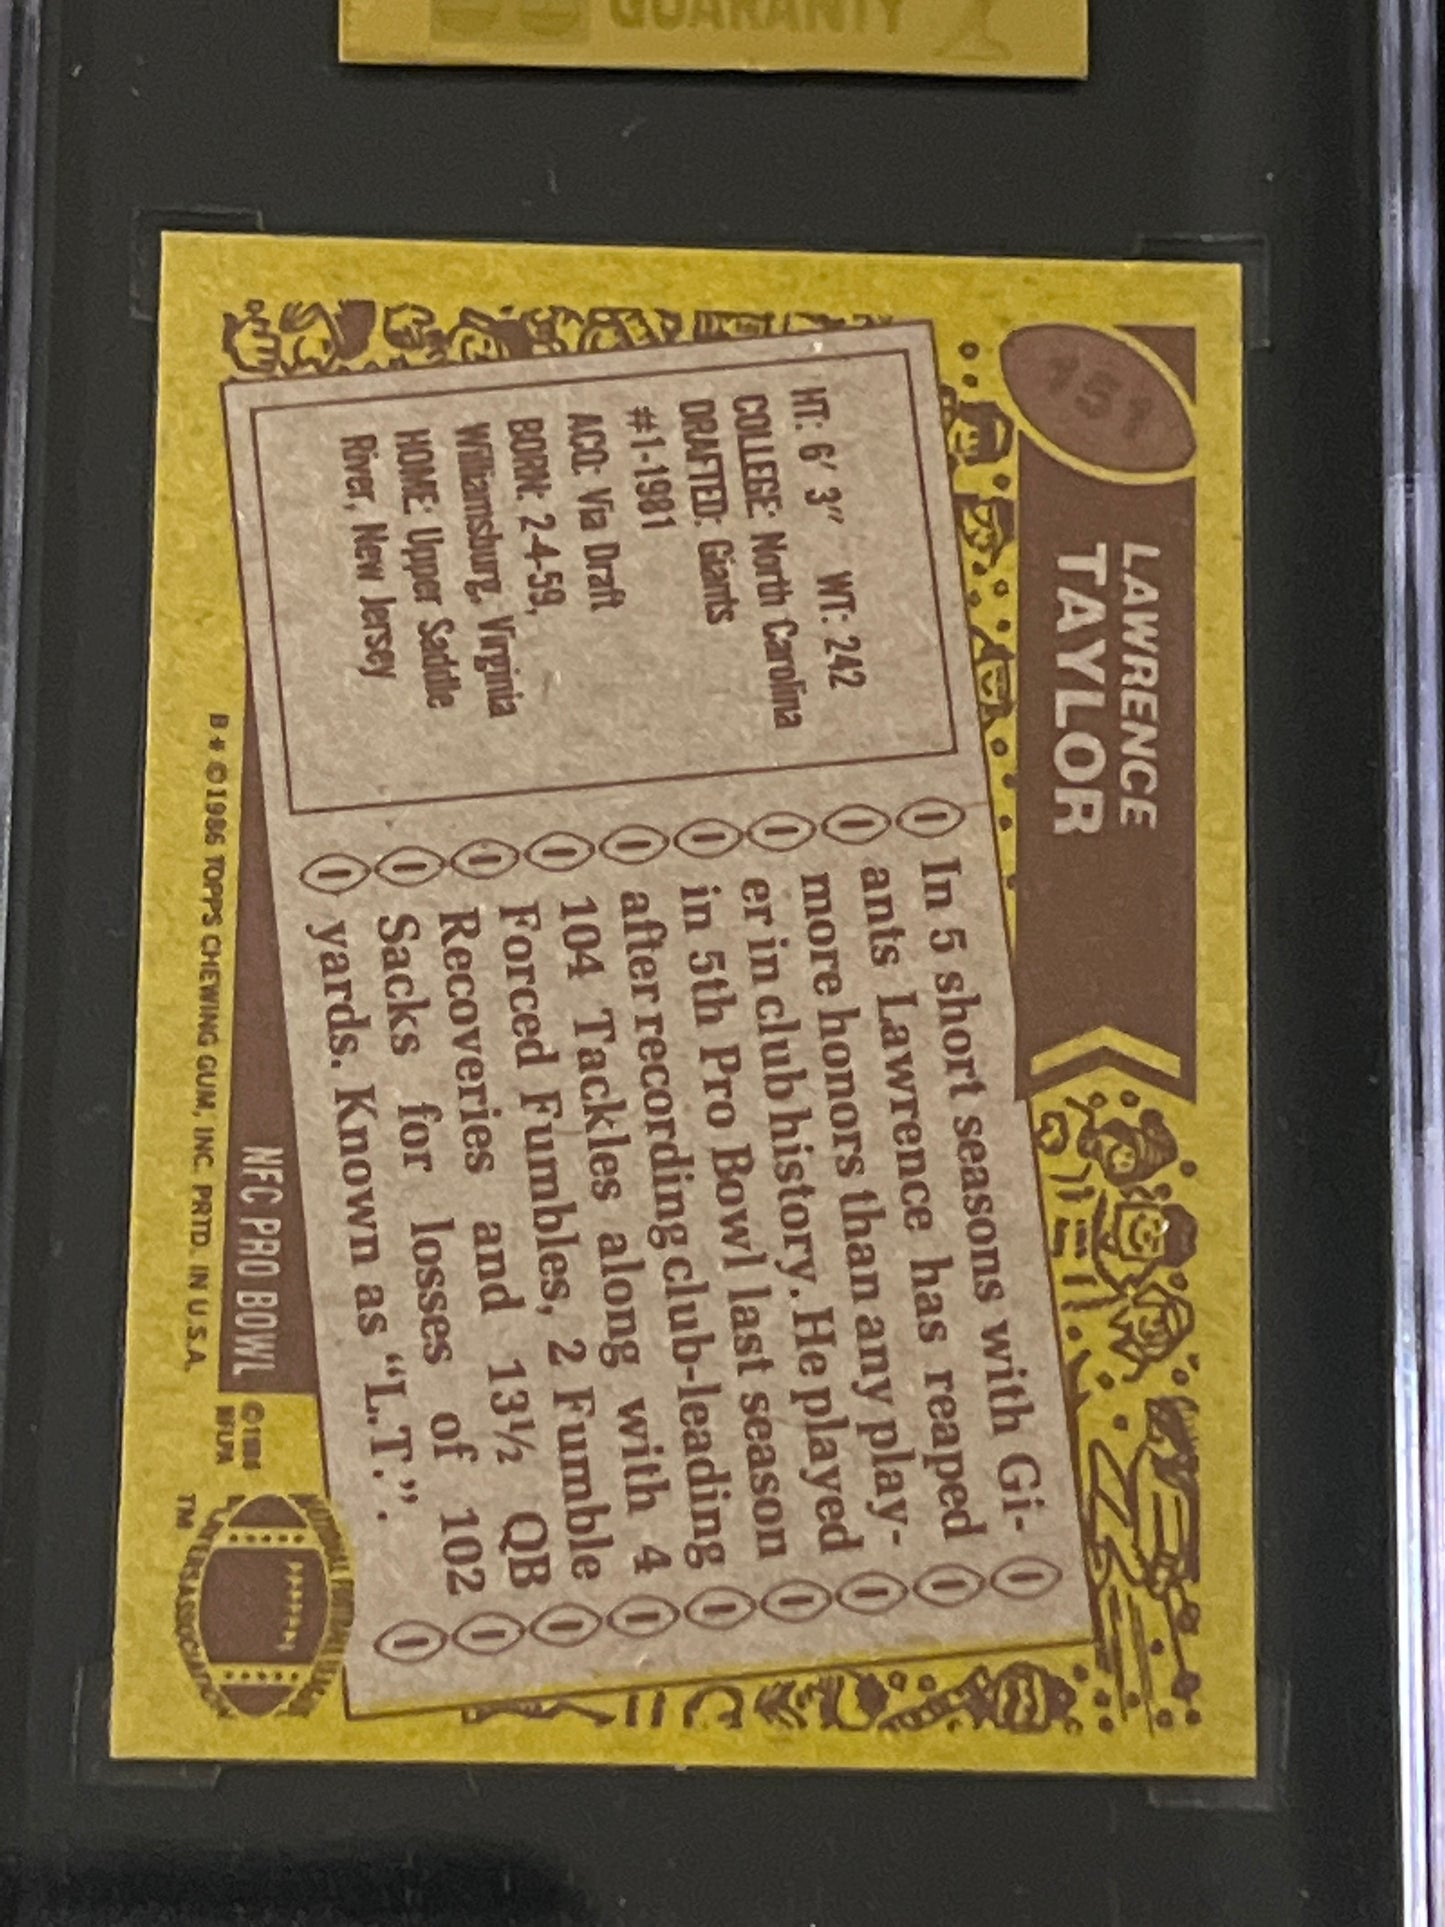 GUARANTY
151
LAWRENCE
TAYLOR
HT: 6' 3" WT: 242
COLLEGE: North Carolina
DRAFTED: Giants
#1-1981
ACQ: Via Draft
BORN: 2-4-59,
Williamsburg, Virginia
HOME: Upper Saddle
River, New Jersey
In 5 short seasons with Gi-
ants Lawrence has reaped
more honors than any play-
er in club history. He played
in 5th Pro Bowl last season
after recording club-leading
104 Tackles along with 4
Forced Fumbles, 2 Fumble
Recoveries and 13½ QB
Sacks for losses of 102
yards. Known as "L.T.".
NFC PRO BOWL
B* © 1986 TOPPS CHEWING GUM, INC. PRTD. IN U.S.A.
NATIONAL FOOTBALL LEAGUE
PLAYERS ASSOCIATION
TM